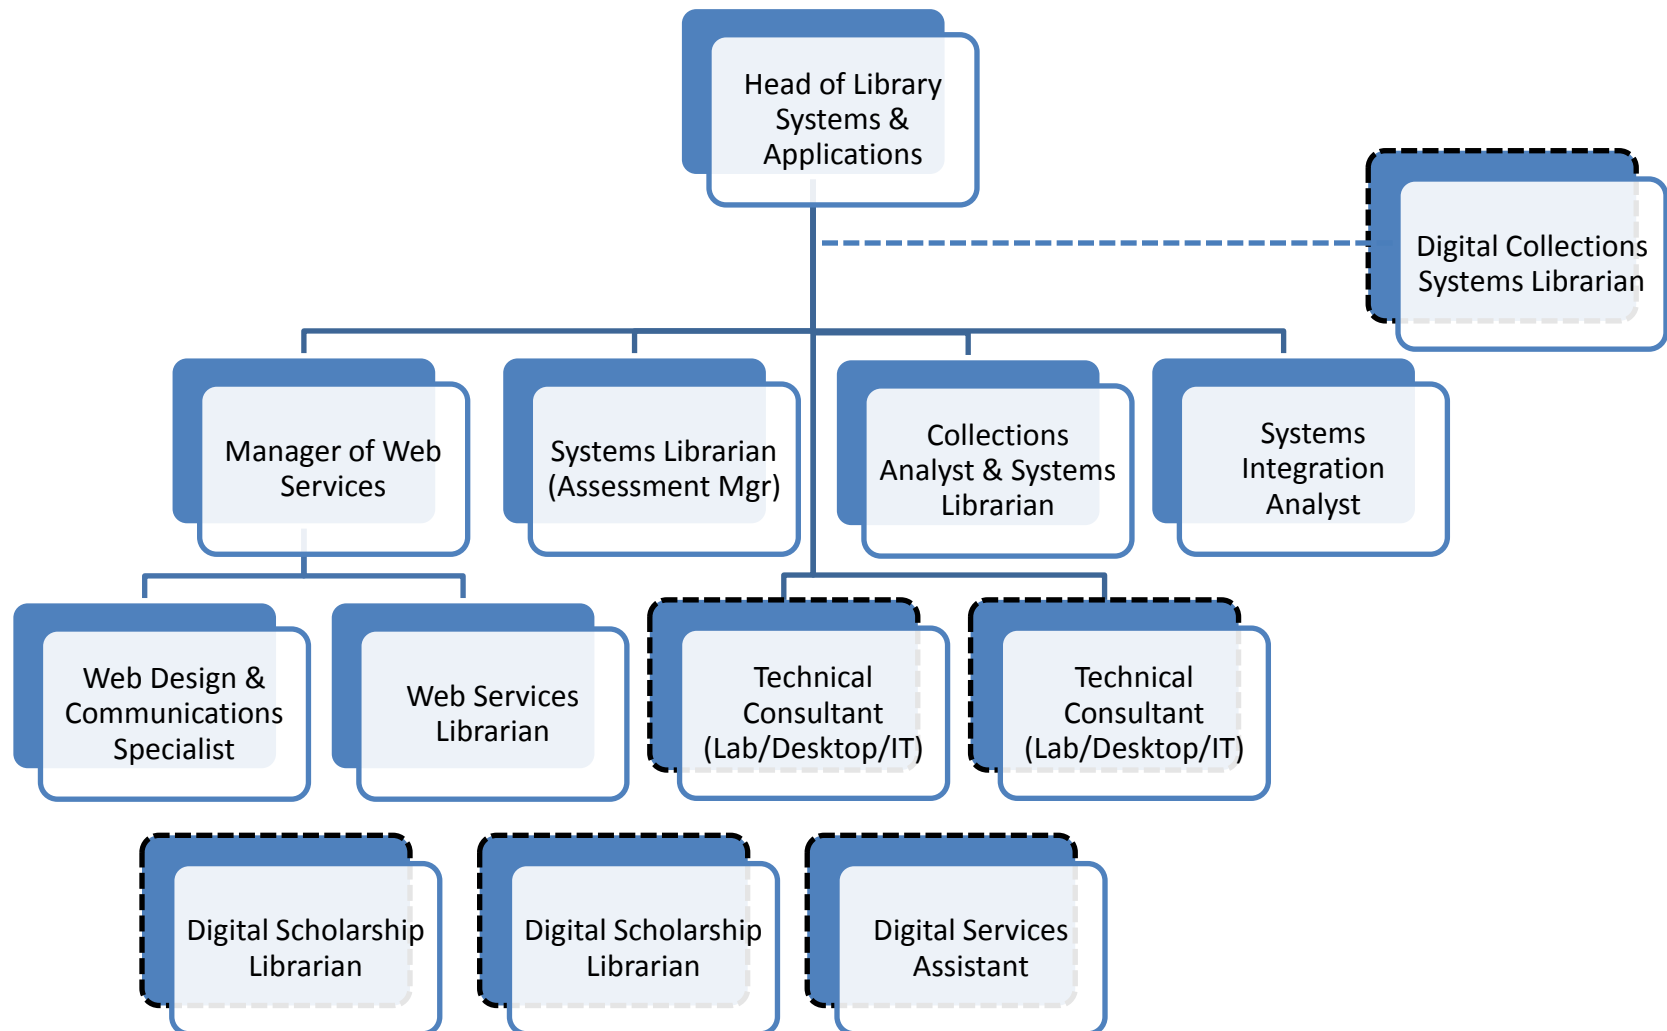 Head of Library
Systems &
Applications
Digital Collections
Systems Librarian
Manager of Web
Services
Systems Librarian
(Assessment Mgr)
Collections
Analyst & Systems
Librarian
Systems
Integration
Analyst
Web Design &
Communications
Specialist
Web Services
Librarian
Technical
Consultant
(Lab/Desktop/IT)
Technical
Consultant
(Lab/Desktop/IT)
Digital Scholarship
Librarian
Digital Scholarship
Librarian
Digital Services
Assistant